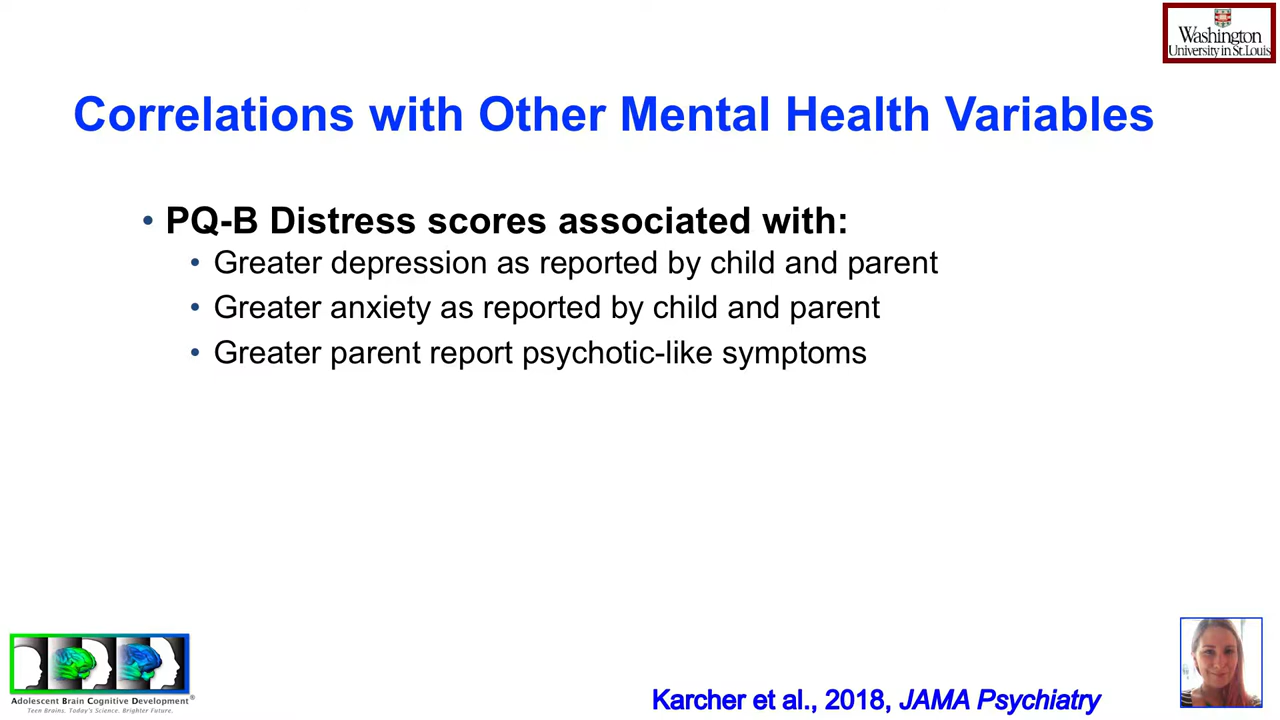 Washington
University in St. Louis
Correlations with Other Mental Health Variables
• PQ-B Distress scores associated with:
• Greater depression as reported by child and parent
• Greater anxiety as reported by child and parent
• Greater parent report psychotic-like symptoms
Adolescent Brain Cognitive Development®
Teen Brains. Today's Science. Brighter Future.
Karcher et al., 2018, JAMA Psychiatry